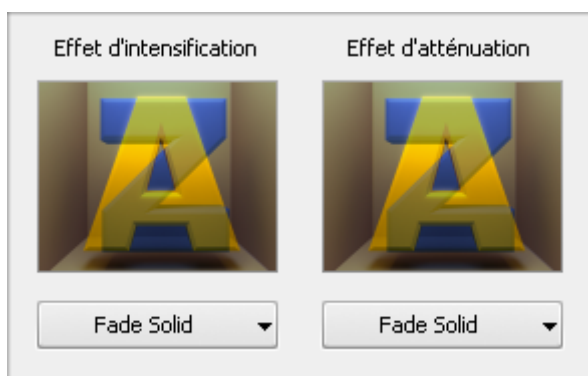 Effet d'intensification
Effet d'atténuation
A
Z
A
Z
Fade Solid
Fade Solid